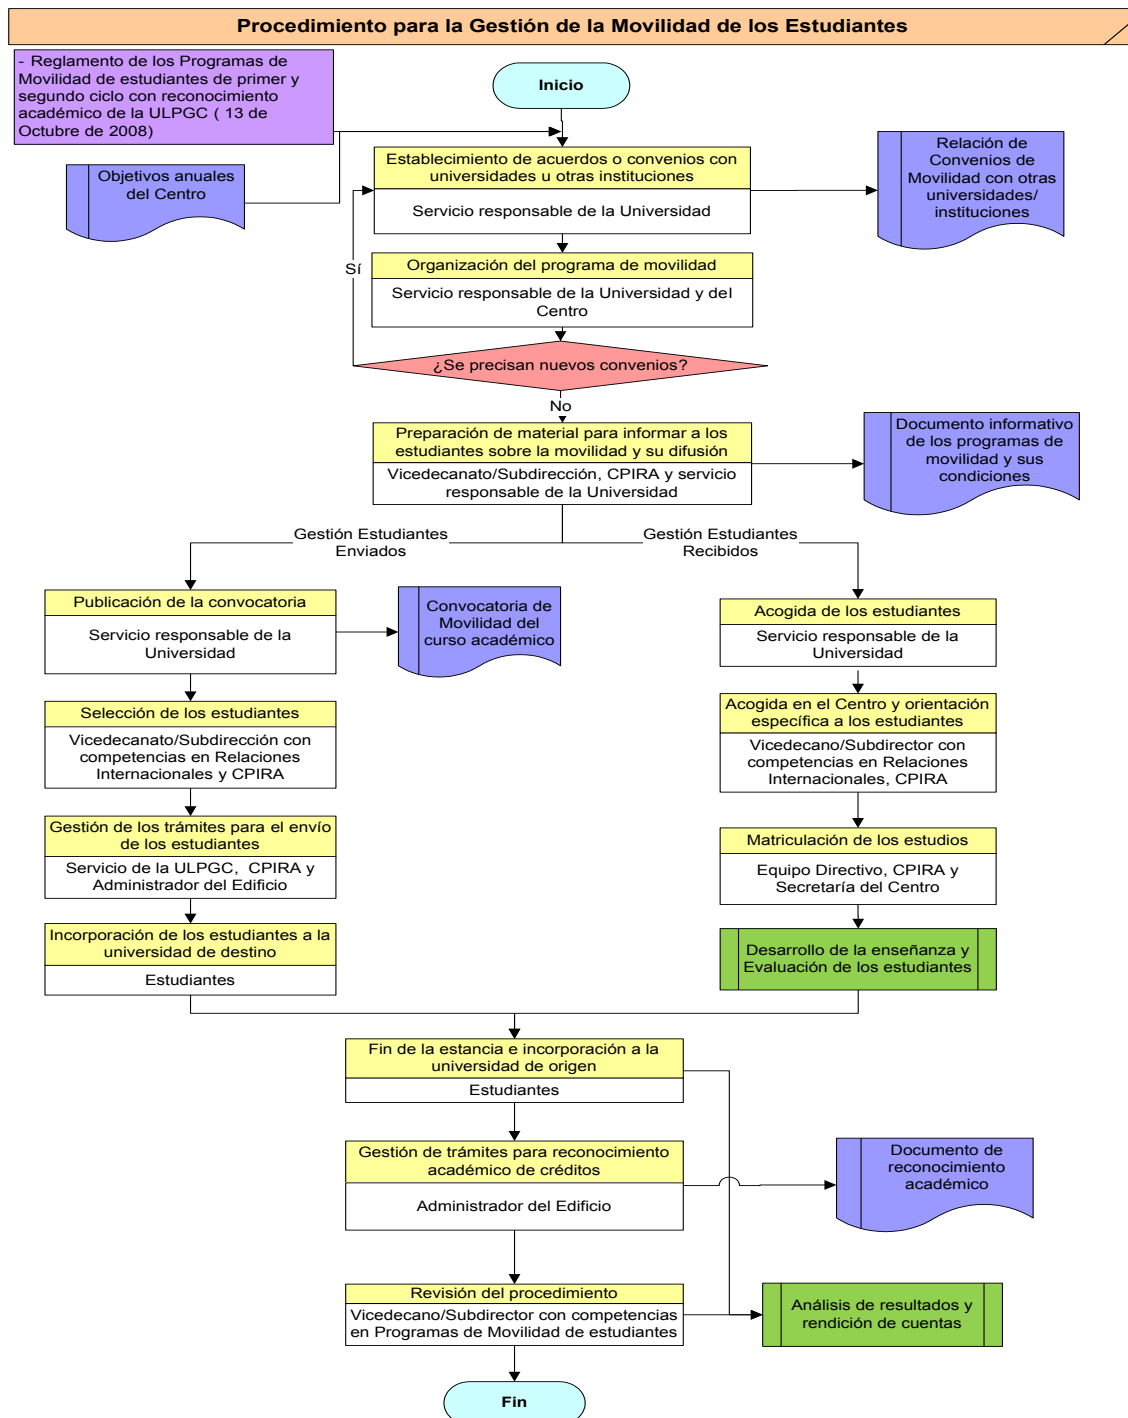 Procedimiento para la Gestión de la Movilidad de los Estudiantes
- Reglamento de los Programas de
Movilidad de estudiantes de primer y
segundo ciclo con reconocimiento
académico de la ULPGC ( 13 de
Octubre de 2008)
Inicio
Objetivos anuales
del Centro
Establecimiento de acuerdos o convenios con
universidades u otras instituciones
Servicio responsable de la Universidad
Relación de
Convenios de
Movilidad con otras
universidades/
instituciones
Sí
Organización del programa de movilidad
Servicio responsable de la Universidad y del
Centro
¿Se precisan nuevos convenios?
No
Preparación de material para informar a los
estudiantes sobre la movilidad y su difusión
Vicedecanato/Subdirección, CPIRA y servicio
responsable de la Universidad
Documento informativo
de los programas de
movilidad y sus
condiciones
Gestión Estudiantes
Enviados
Gestión Estudiantes
Recibidos
Publicación de la convocatoria
Servicio responsable de la
Universidad
Convocatoria de
Movilidad del
curso académico
Acogida de los estudiantes
Servicio responsable de la
Universidad
Selección de los estudiantes
Vicedecanato/Subdirección con
competencias en Relaciones
Internacionales y CPIRA
Acogida en el Centro y orientación
específica a los estudiantes
Vicedecano/Subdirector con
competencias en Relaciones
Internacionales, CPIRA
Gestión de los trámites para el envío
de los estudiantes
Servicio de la ULPGC, CPIRA y
Administrador del Edificio
Matriculación de los estudios
Equipo Directivo, CPIRA y
Secretaría del Centro
Incorporación de los estudiantes a la
universidad de destino
Estudiantes
Desarrollo de la enseñanza y
Evaluación de los estudiantes
Fin de la estancia e incorporación a la
universidad de origen
Estudiantes
Gestión de trámites para reconocimiento
académico de créditos
Administrador del Edificio
Documento de
reconocimiento
académico
Revisión del procedimiento
Vicedecano/Subdirector con competencias
en Programas de Movilidad de estudiantes
Análisis de resultados y
rendición de cuentas
Fin